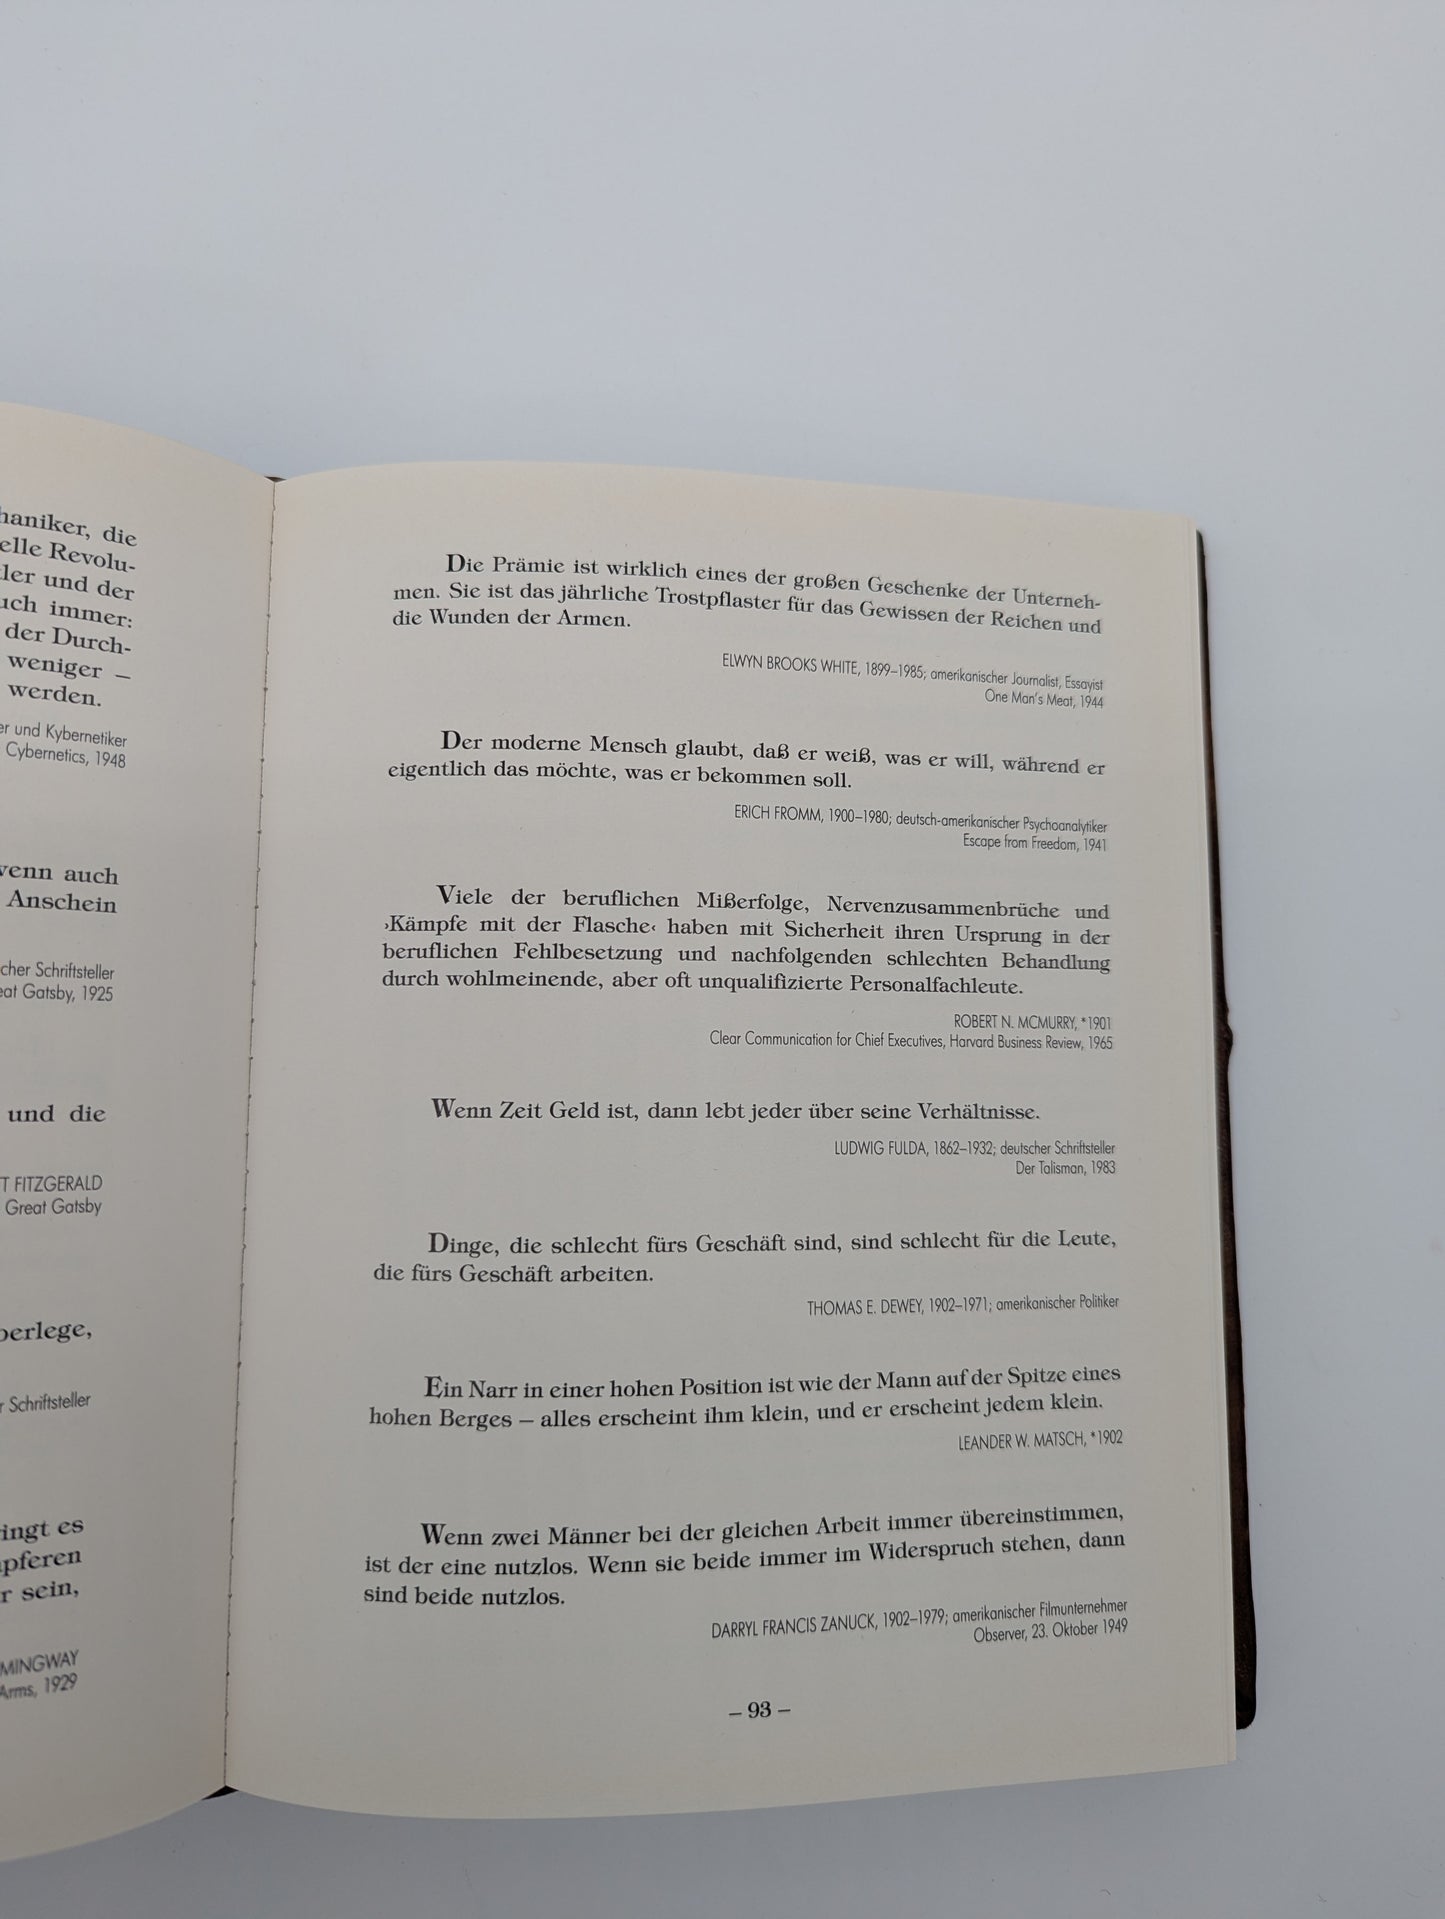 haniker, die
elle Revolu-
ler und der
uch immer:
der Durch-
weniger –
werden.
er und Kybernetiker
Cybernetics, 1948
wenn auch
Anschein
cher Schriftsteller
eat Gatsby, 1925
und die
T FITZGERALD
Great Gatsby
berlege,
r Schriftsteller
ingt es
pferen
r sein,
MINGWAY
Arms, 1929
Die Prämie ist wirklich eines der großen Geschenke der Unterneh-
men. Sie ist das jährliche Trostpflaster für das Gewissen der Reichen und
die Wunden der Armen.
ELWYN BROOKS WHITE, 1899–1985; amerikanischer Journalist, Essayist
One Man's Meat, 1944
Der moderne Mensch glaubt, daß er weiß, was er will, während er
eigentlich das möchte, was er bekommen soll.
ERICH FROMM, 1900–1980; deutsch-amerikanischer Psychoanalytiker
Escape from Freedom, 1941
Viele der beruflichen Mißerfolge, Nervenzusammenbrüche und
›Kämpfe mit der Flasche‹ haben mit Sicherheit ihren Ursprung in der
beruflichen Fehlbesetzung und nachfolgenden schlechten Behandlung
durch wohlmeinende, aber oft unqualifizierte Personalfachleute.
ROBERT N. MCMURRY, *1901
Clear Communication for Chief Executives, Harvard Business Review, 1965
Wenn Zeit Geld ist, dann lebt jeder über seine Verhältnisse.
LUDWIG FULDA, 1862–1932; deutscher Schriftsteller
Der Talisman, 1983
Dinge, die schlecht fürs Geschäft sind, sind schlecht für die Leute,
die fürs Geschäft arbeiten.
THOMAS E. DEWEY, 1902–1971; amerikanischer Politiker
Ein Narr in einer hohen Position ist wie der Mann auf der Spitze eines
hohen Berges – alles erscheint ihm klein, und er erscheint jedem klein.
LEANDER W. MATSCH, *1902
Wenn zwei Männer bei der gleichen Arbeit immer übereinstimmen,
ist der eine nutzlos. Wenn sie beide immer im Widerspruch stehen, dann
sind beide nutzlos.
DARRYL FRANCIS ZANUCK, 1902–1979; amerikanischer Filmunternehmer
Observer, 23. Oktober 1949
– 93 –